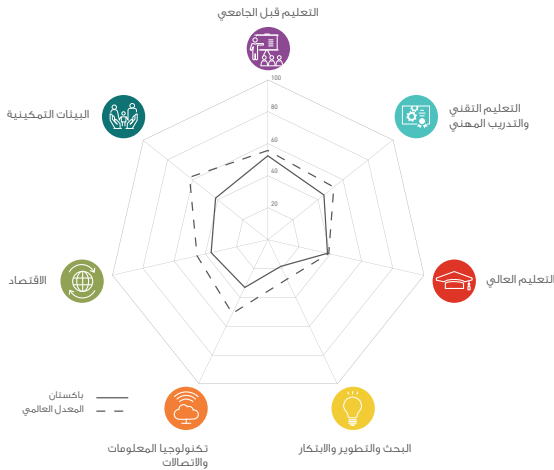 التعليم قبل الجامعي
100
80
60
40
20
التعليم التقني
والتدريب المهني
البيئات التمكينية
التعليم العالي
الاقتصاد
باكستان
المعدل العالمي
البحث والتطوير والابتكار
تكنولوجيا المعلومات
والاتصالات